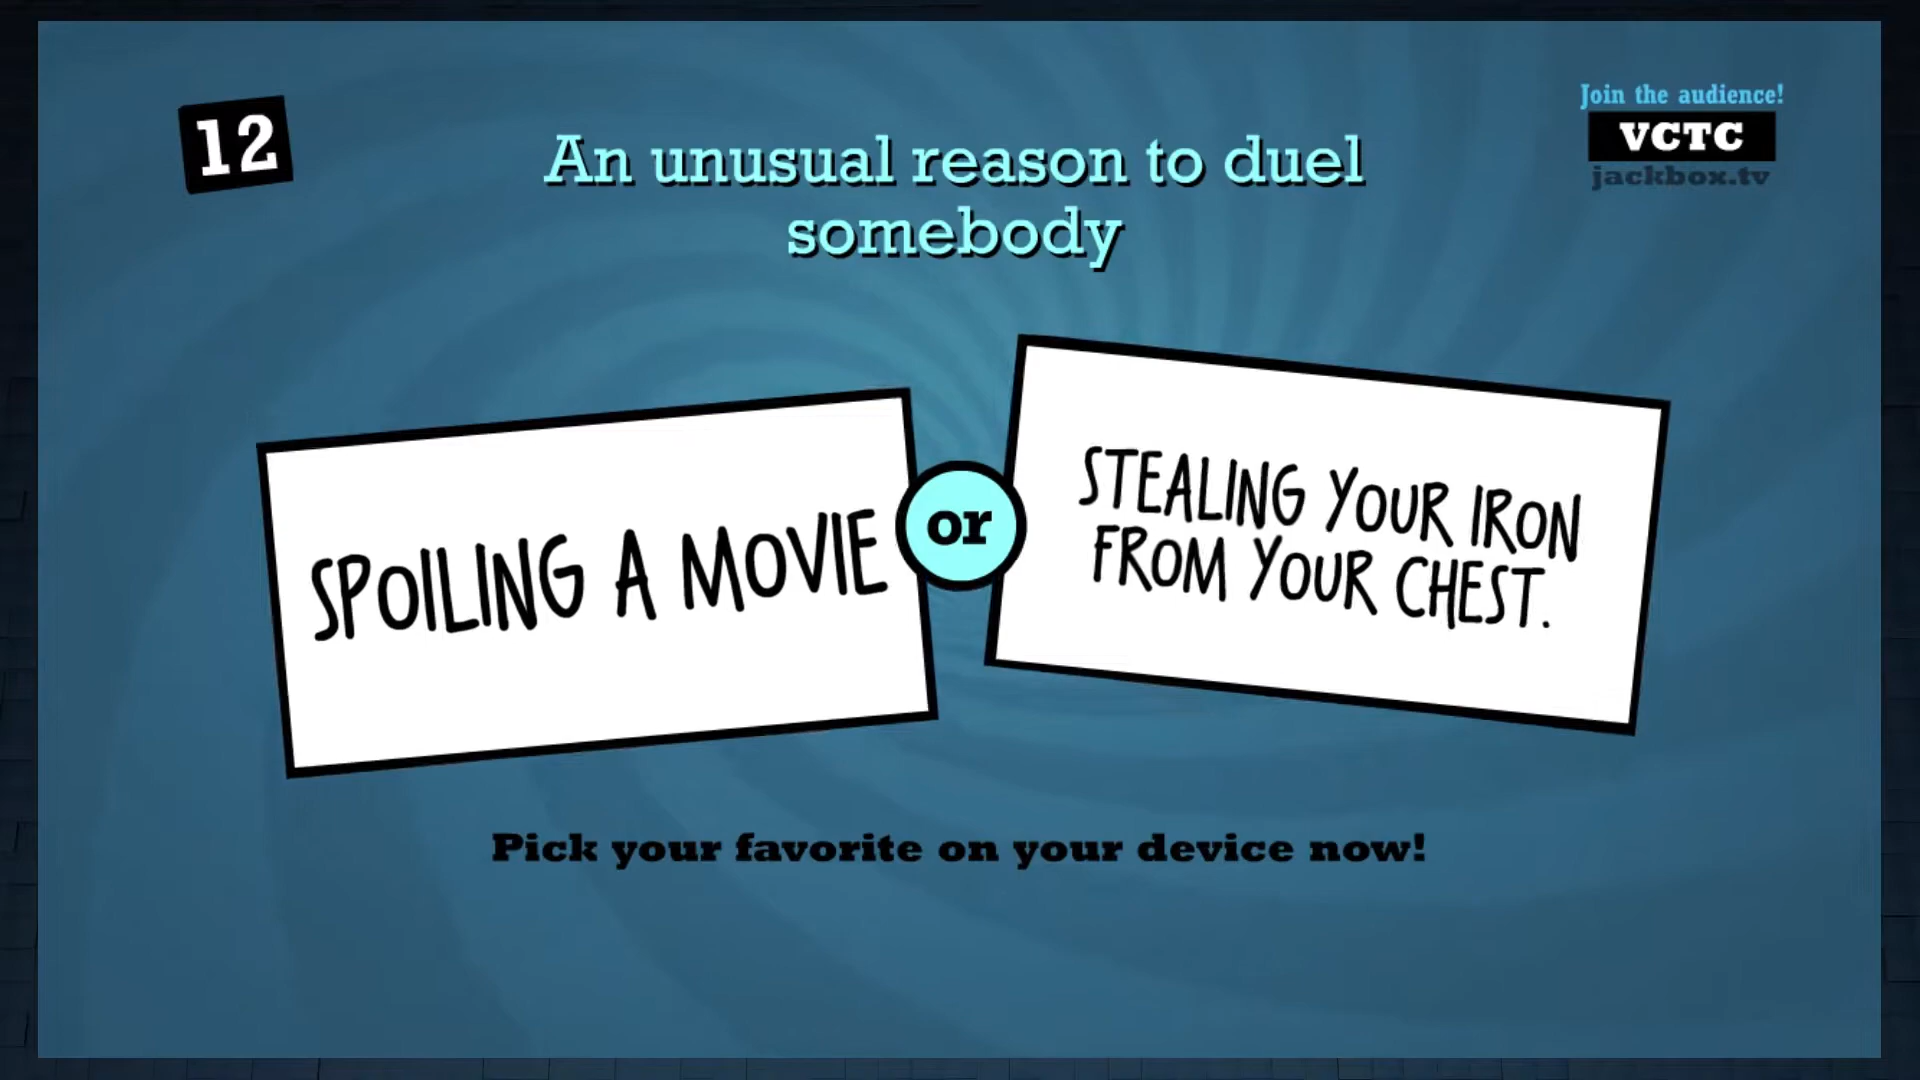 12
An unusual reason to duel
somebody
Join the audience!
VCTC
jackbox.tv
SPOILING A MOVIE
or
STEALING YOUR IRON
FROM YOUR CHEST.
Pick your favorite on your device now!